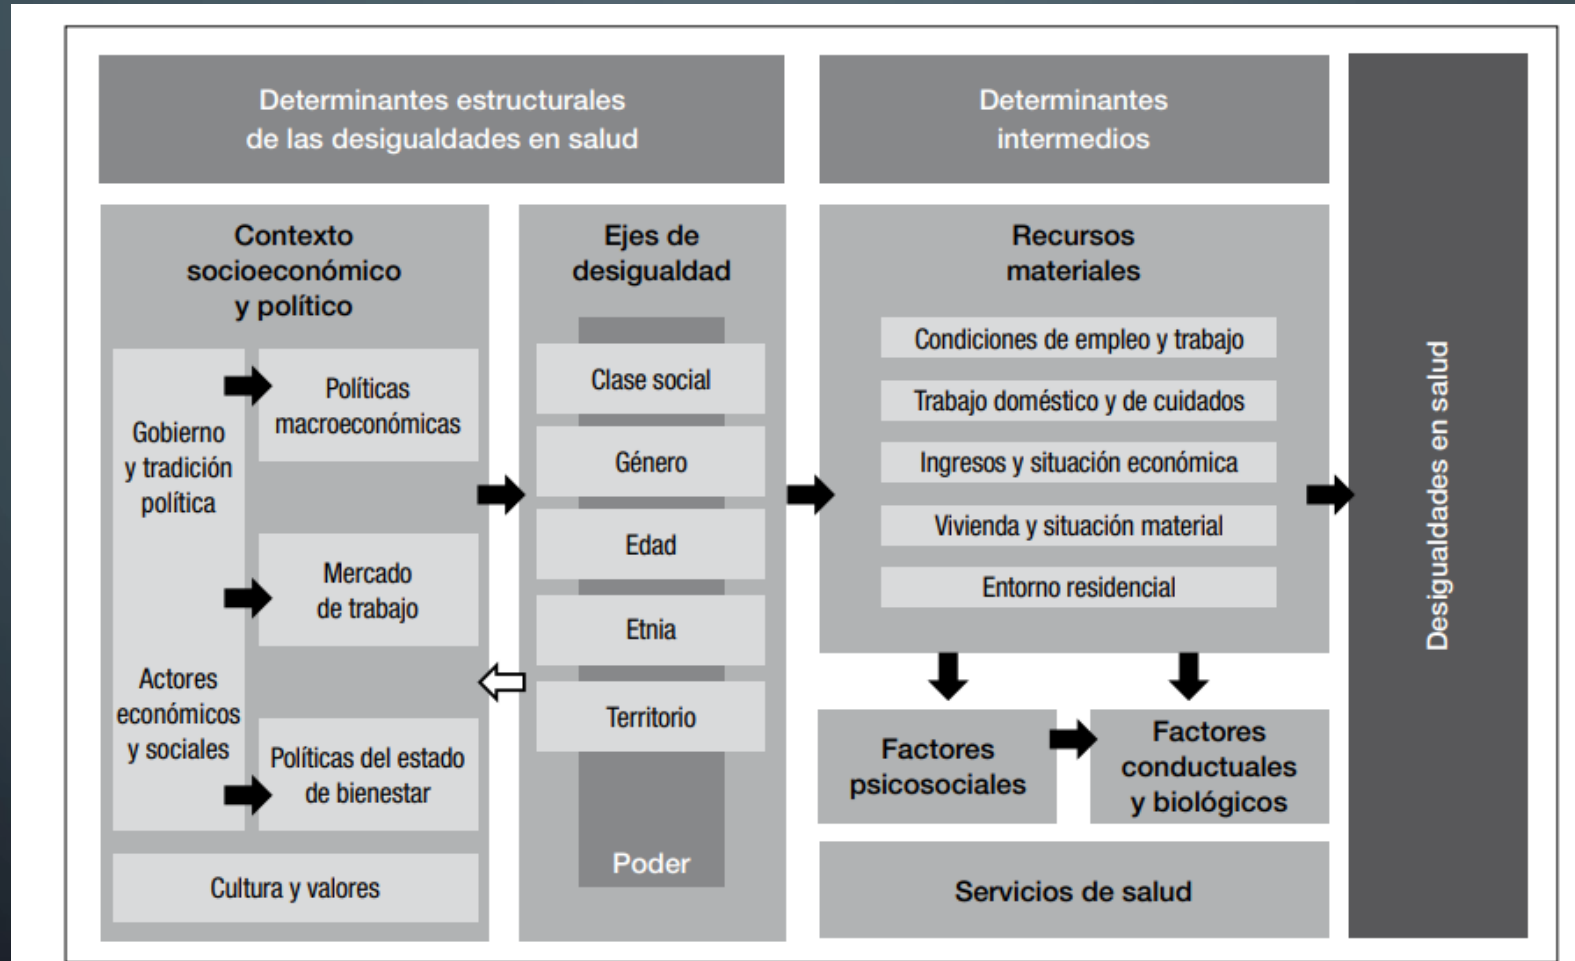 Determinantes estructurales
de las desigualdades en salud
Determinantes
intermedios
Contexto
socioeconómico
y político
Gobierno
y tradición
política
Actores
económicos
y sociales
Políticas
macroeconómicas
Mercado
de trabajo
Políticas del estado
de bienestar
Cultura y valores
Ejes de
desigualdad
Clase social
Género
Edad
Etnia
Territorio
Poder
Recursos
materiales
Condiciones de empleo y trabajo
Trabajo doméstico y de cuidados
Ingresos y situación económica
Vivienda y situación material
Entorno residencial
Factores
psicosociales
Factores
conductuales
y biológicos
Servicios de salud
Desigualdades en salud